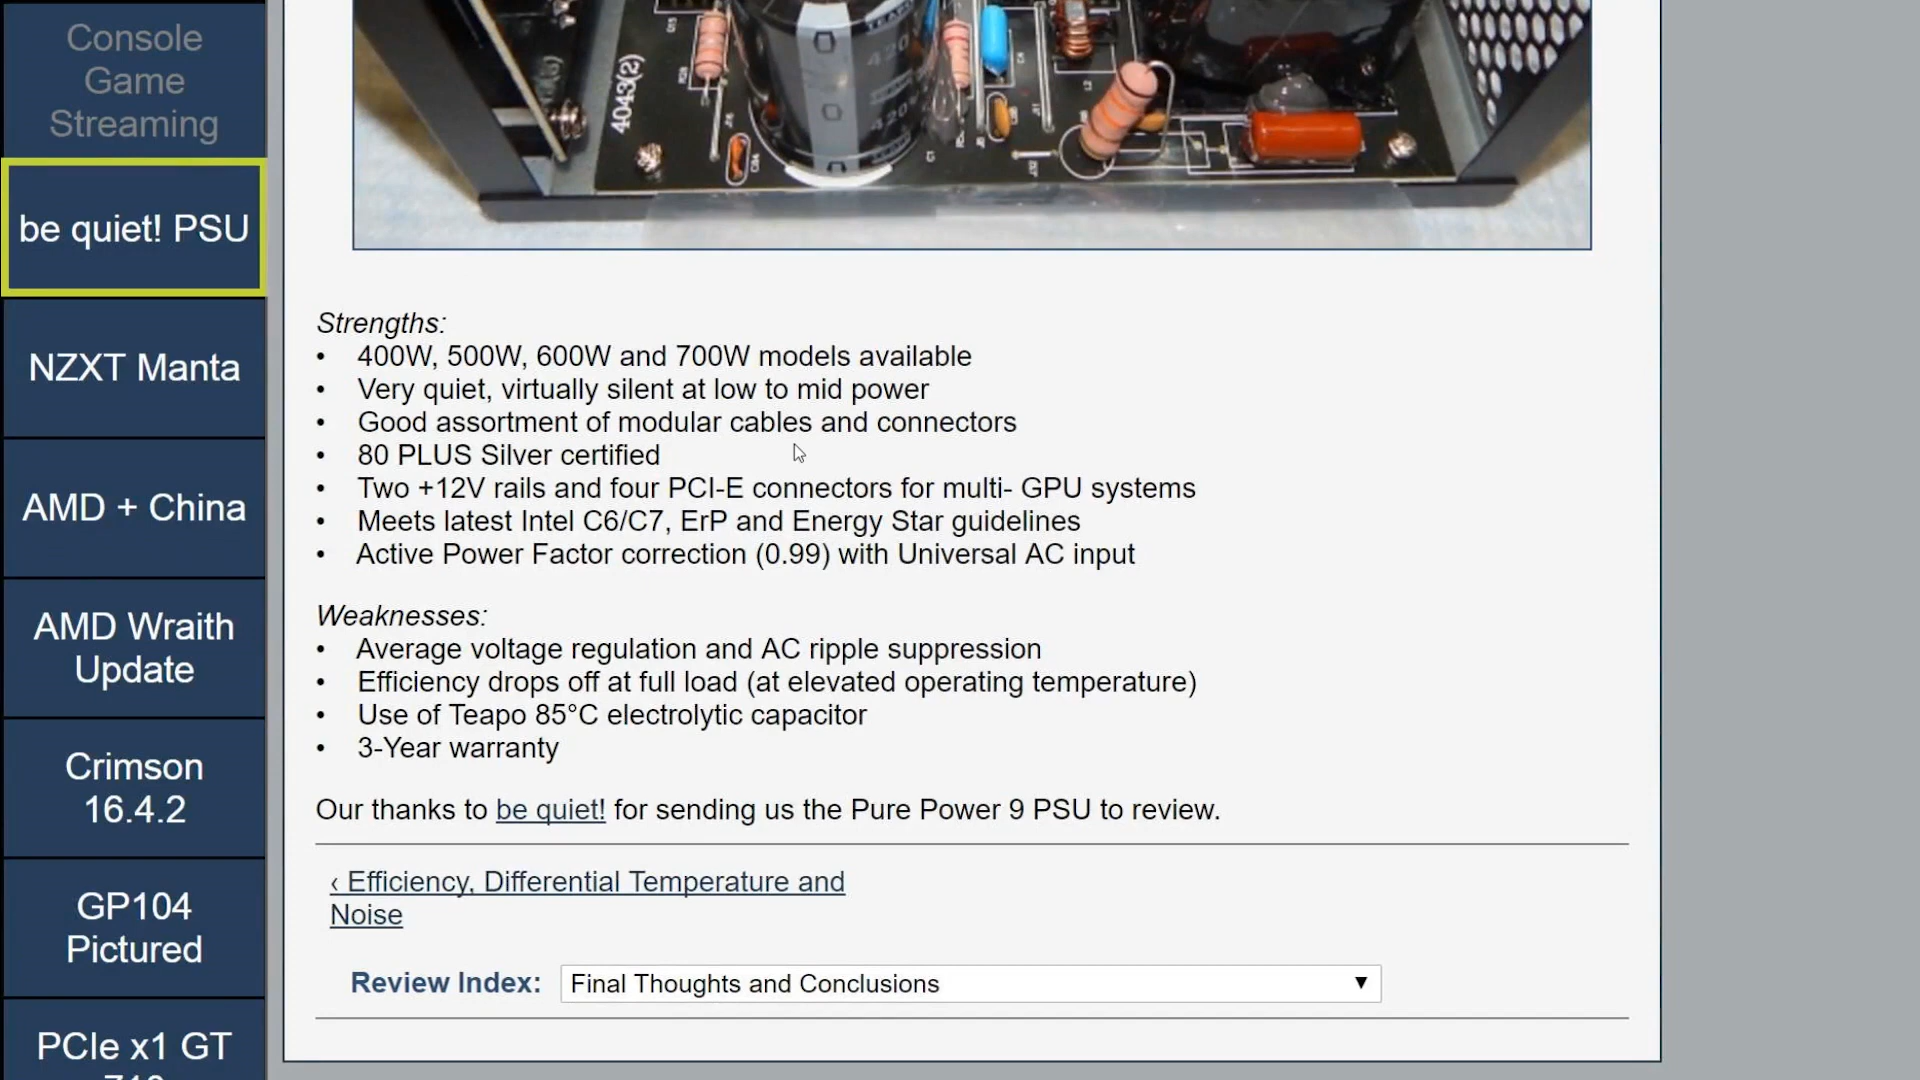 Console
Game
Streaming
be quiet! PSU
NZXT Manta
AMD + China
AMD Wraith
Update
Crimson
16.4.2
GP104
Pictured
PCIe x1 GT
4043(2)
Strengths:
• 400W, 500W, 600W and 700W models available
• Very quiet, virtually silent at low to mid power
• Good assortment of modular cables and connectors
• 80 PLUS Silver certified
• Two +12V rails and four PCI-E connectors for multi- GPU systems
• Meets latest Intel C6/C7, ErP and Energy Star guidelines
• Active Power Factor correction (0.99) with Universal AC input
Weaknesses:
• Average voltage regulation and AC ripple suppression
• Efficiency drops off at full load (at elevated operating temperature)
• Use of Teapo 85°C electrolytic capacitor
• 3-Year warranty
Our thanks to be quiet! for sending us the Pure Power 9 PSU to review.
‹ Efficiency, Differential Temperature and
Noise
Review Index: Final Thoughts and Conclusions